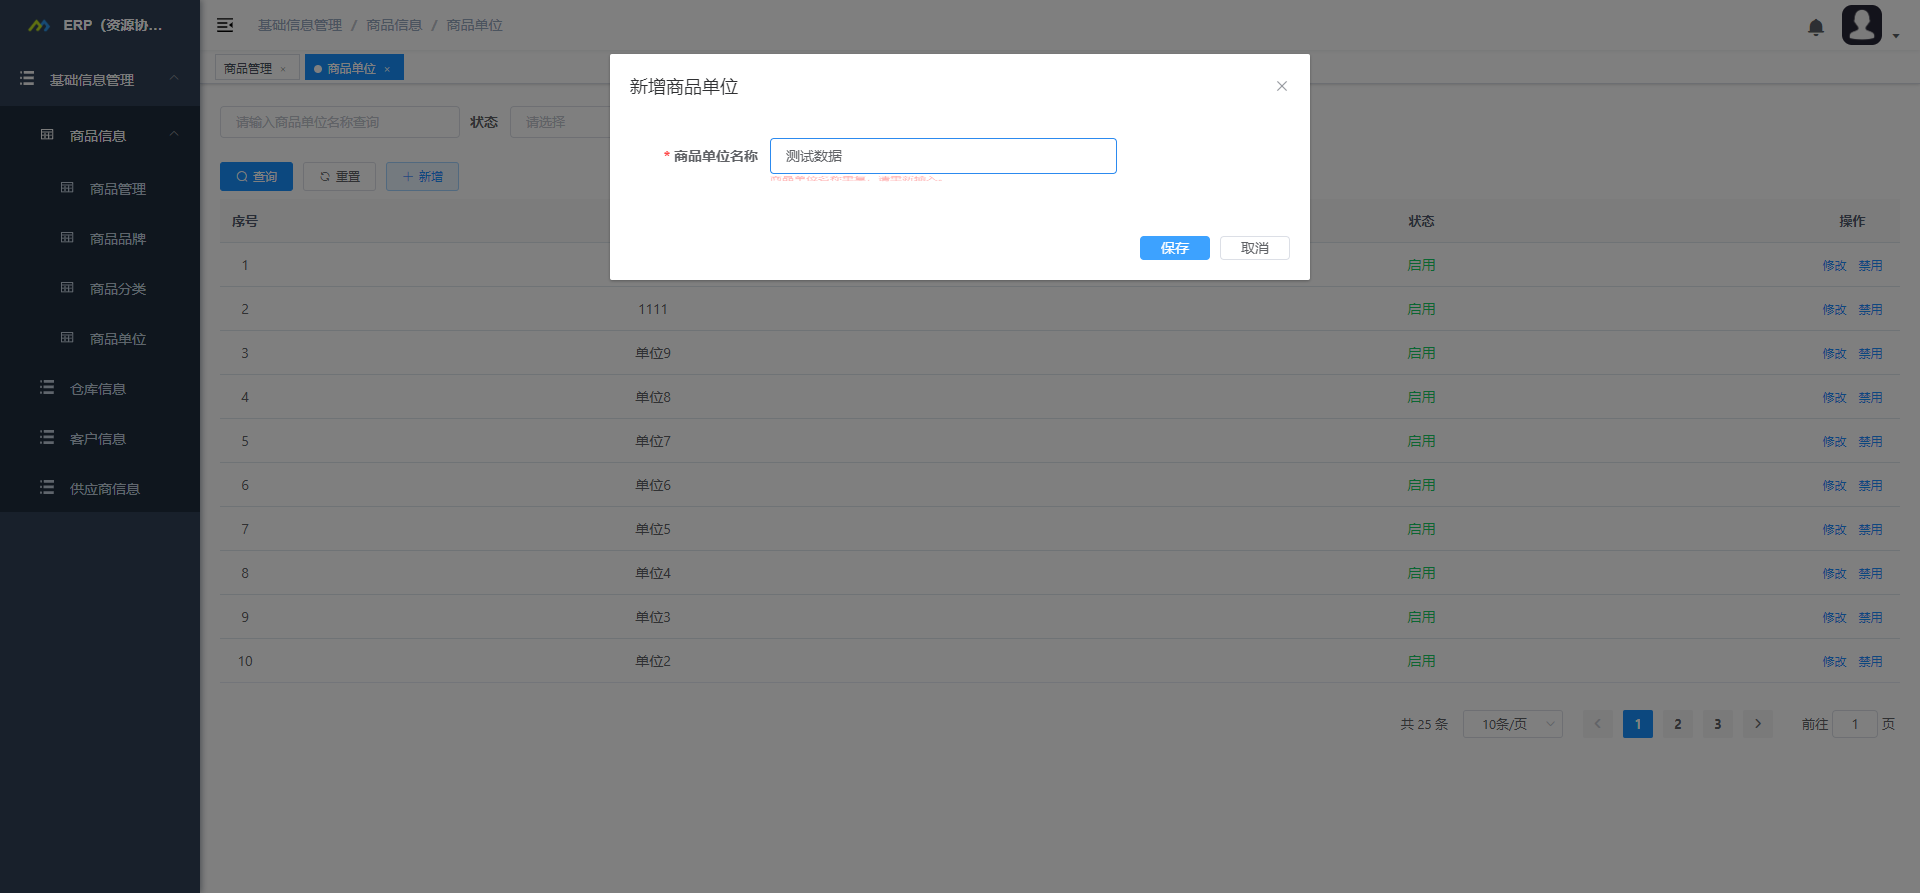 ERP（资源协...
基础信息管理 / 商品信息 / 商品单位
基础信息管理
商品信息
商品管理
商品品牌
商品分类
商品单位
仓库信息
客户信息
供应商信息
商品管理 ×
商品单位 ×
请输入商品单位名称查询 状态 请选择
查询 重置 + 新增
新增商品单位
* 商品单位名称 测试数据
保存 取消
序号 状态 操作
1 启用 修改 禁用
2 1111 启用 修改 禁用
3 单位9 启用 修改 禁用
4 单位8 启用 修改 禁用
5 单位7 启用 修改 禁用
6 单位6 启用 修改 禁用
7 单位5 启用 修改 禁用
8 单位4 启用 修改 禁用
9 单位3 启用 修改 禁用
10 单位2 启用 修改 禁用
共 25 条 10条/页 1 2 3 前往 1 页